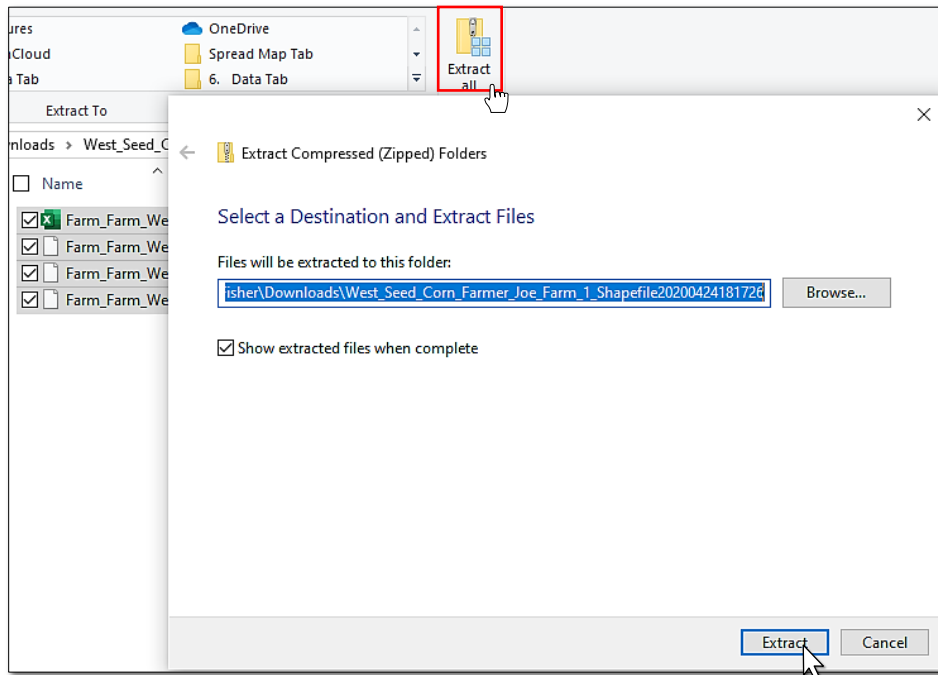 ures
OneDrive
Cloud
Spread Map Tab
a Tab
6. Data Tab
Extract all
Extract To
nloads > West_Seed_C
Name
Farm_Farm_We
Farm_Farm_We
Farm_Farm_We
Farm_Farm_We
Extract Compressed (Zipped) Folders
Select a Destination and Extract Files
Files will be extracted to this folder:
isher\Downloads\West_Seed_Corn_Farmer_Joe_Farm_1_Shapefile20200424181726
Browse...
Show extracted files when complete
Extract
Cancel